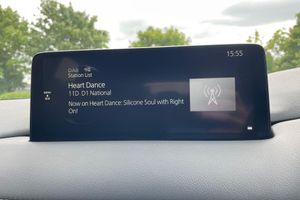 15:55
DAB
Station List
Heart Dance
11D D1 National
Now on Heart Dance: Silicone Soul with Right
On!